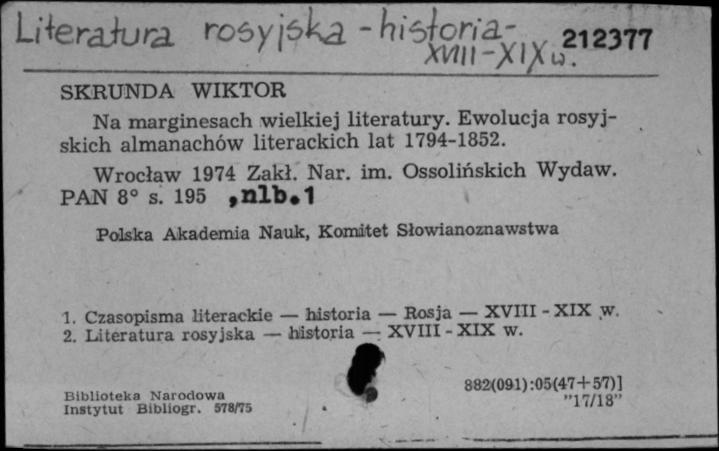 Literatura rosyjska - historia -
XVIII-XIX w.
212377
SKRUNDA WIKTOR
Na marginesach wielkiej literatury. Ewolucja rosyj-
skich almanachów literackich lat 1794-1852.
Wrocław 1974 Zakł. Nar. im. Ossolińskich Wydaw.
PAN 8° s. 195 ,nlb.1
Polska Akademia Nauk, Komitet Słowianoznawstwa
1. Czasopisma literackie — historia — Rosja — XVIII - XIX w.
2. Literatura rosyjska — historia — XVIII - XIX w.
882(091):05(47+57)]
"17/18"
Biblioteka Narodowa
Instytut Bibliogr. 578/75